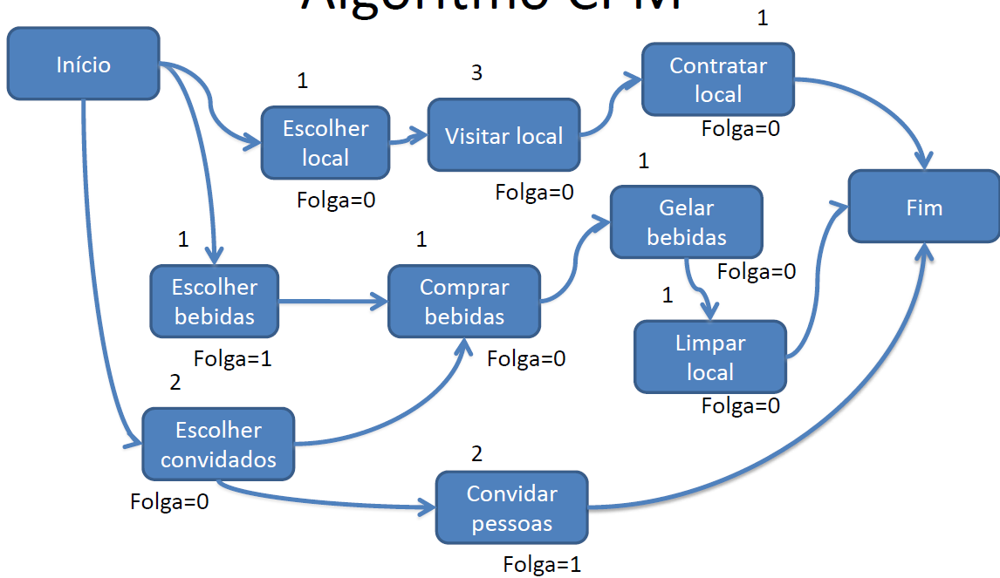 Algoritmo CPM
1
Início
Contratar
local
3
1
Folga=0
Escolher
local
Visitar local
Folga=0
Folga=0
1
Gelar
bebidas
Fim
Folga=0
1
1
Escolher
bebidas
Comprar
bebidas
Folga=1
Folga=0
1
Limpar
local
Folga=0
2
Escolher
convidados
Folga=0
2
Convidar
pessoas
Folga=1